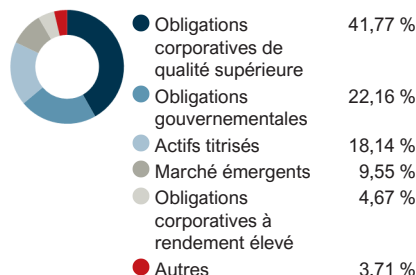 Obligations 41,77 %
corporatives de
qualité supérieure
Obligations 22,16 %
gouvernementales
Actifs titrisés 18,14 %
Marché émergents 9,55 %
Obligations 4,67 %
corporatives à
rendement élevé
Autres 3,71 %